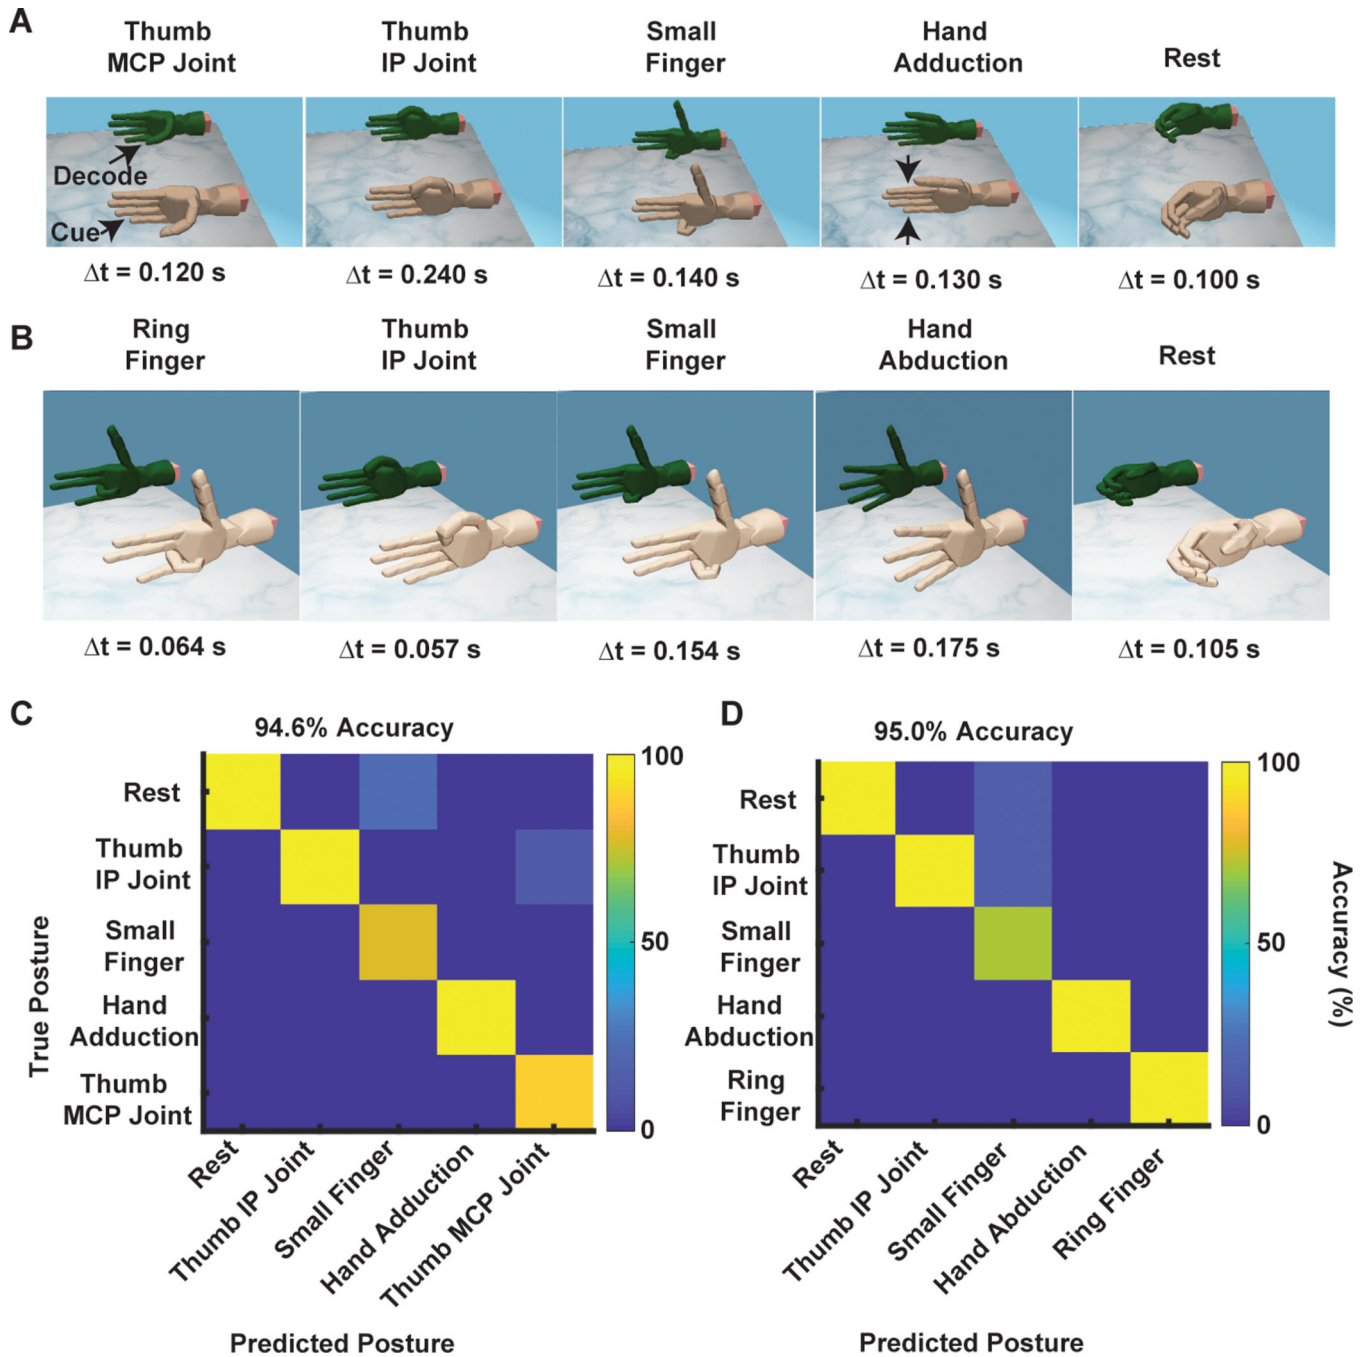 A
Thumb
MCP Joint
Thumb
IP Joint
Small
Finger
Hand
Adduction
Rest
Decode
Cue
Δt = 0.120 s
Δt = 0.240 s
Δt = 0.140 s
Δt = 0.130 s
Δt = 0.100 s
B
Ring
Finger
Thumb
IP Joint
Small
Finger
Hand
Abduction
Rest
Δt = 0.064 s
Δt = 0.057 s
Δt = 0.154 s
Δt = 0.175 s
Δt = 0.105 s
C
94.6% Accuracy
True Posture
Rest
Thumb
IP Joint
Small
Finger
Hand
Adduction
Thumb
MCP Joint
100
50
0
Rest
Thumb IP Joint
Small Finger
Hand Adduction
Thumb MCP Joint
Predicted Posture
D
95.0% Accuracy
Rest
Thumb
IP Joint
Small
Finger
Hand
Abduction
Ring
Finger
100
50
0
Accuracy (%)
Rest
Thumb IP Joint
Small Finger
Hand Abduction
Ring Finger
Predicted Posture